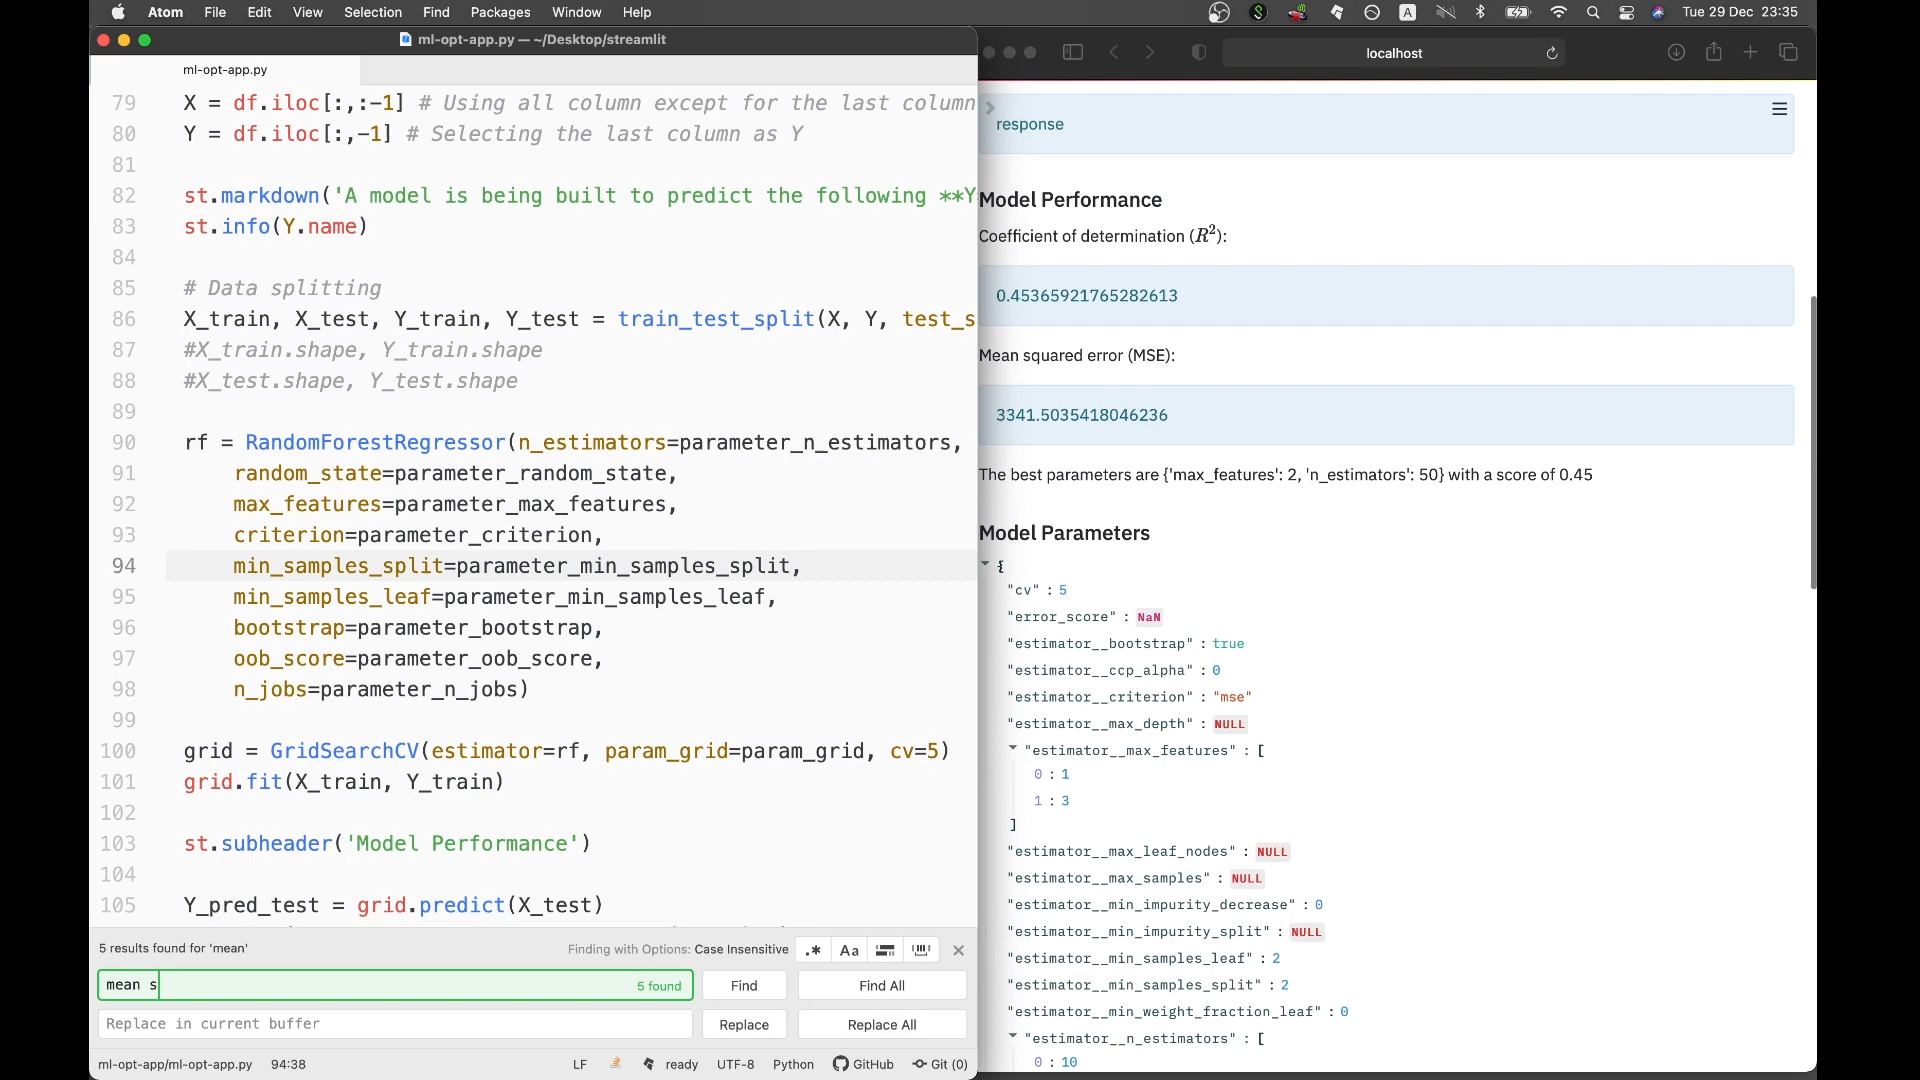 Atom File Edit View Selection Find Packages Window Help
A
Tue 29 Dec 23:35
ml-opt-app.py — ~/Desktop/streamlit
ml-opt-app.py
79 X = df.iloc[:,:-1] # Using all column except for the last column
80 Y = df.iloc[:,-1] # Selecting the last column as Y
81
82 st.markdown('A model is being built to predict the following **Y
83 st.info(Y.name)
84
85 # Data splitting
86 X_train, X_test, Y_train, Y_test = train_test_split(X, Y, test_s
87 #X_train.shape, Y_train.shape
88 #X_test.shape, Y_test.shape
89
90 rf = RandomForestRegressor(n_estimators=parameter_n_estimators,
91 random_state=parameter_random_state,
92 max_features=parameter_max_features,
93 criterion=parameter_criterion,
94 min_samples_split=parameter_min_samples_split,
95 min_samples_leaf=parameter_min_samples_leaf,
96 bootstrap=parameter_bootstrap,
97 oob_score=parameter_oob_score,
98 n_jobs=parameter_n_jobs)
99
100 grid = GridSearchCV(estimator=rf, param_grid=param_grid, cv=5)
101 grid.fit(X_train, Y_train)
102
103 st.subheader('Model Performance')
104
105 Y_pred_test = grid.predict(X_test)
5 results found for 'mean'
Finding with Options: Case Insensitive
.* Aa
mean s
5 found
Find
Find All
Replace in current buffer
Replace
Replace All
ml-opt-app/ml-opt-app.py 94:38
LF ready UTF-8 Python GitHub Git (0)
localhost
response
Model Performance
Coefficient of determination (R²):
0.45365921765282613
Mean squared error (MSE):
3341.5035418046236
The best parameters are {'max_features': 2, 'n_estimators': 50} with a score of 0.45
Model Parameters
{
"cv" : 5
"error_score" : NaN
"estimator__bootstrap" : true
"estimator__ccp_alpha" : 0
"estimator__criterion" : "mse"
"estimator__max_depth" : NULL
"estimator__max_features" : [
0 : 1
1 : 3
]
"estimator__max_leaf_nodes" : NULL
"estimator__max_samples" : NULL
"estimator__min_impurity_decrease" : 0
"estimator__min_impurity_split" : NULL
"estimator__min_samples_leaf" : 2
"estimator__min_samples_split" : 2
"estimator__min_weight_fraction_leaf" : 0
"estimator__n_estimators" : [
0 : 10